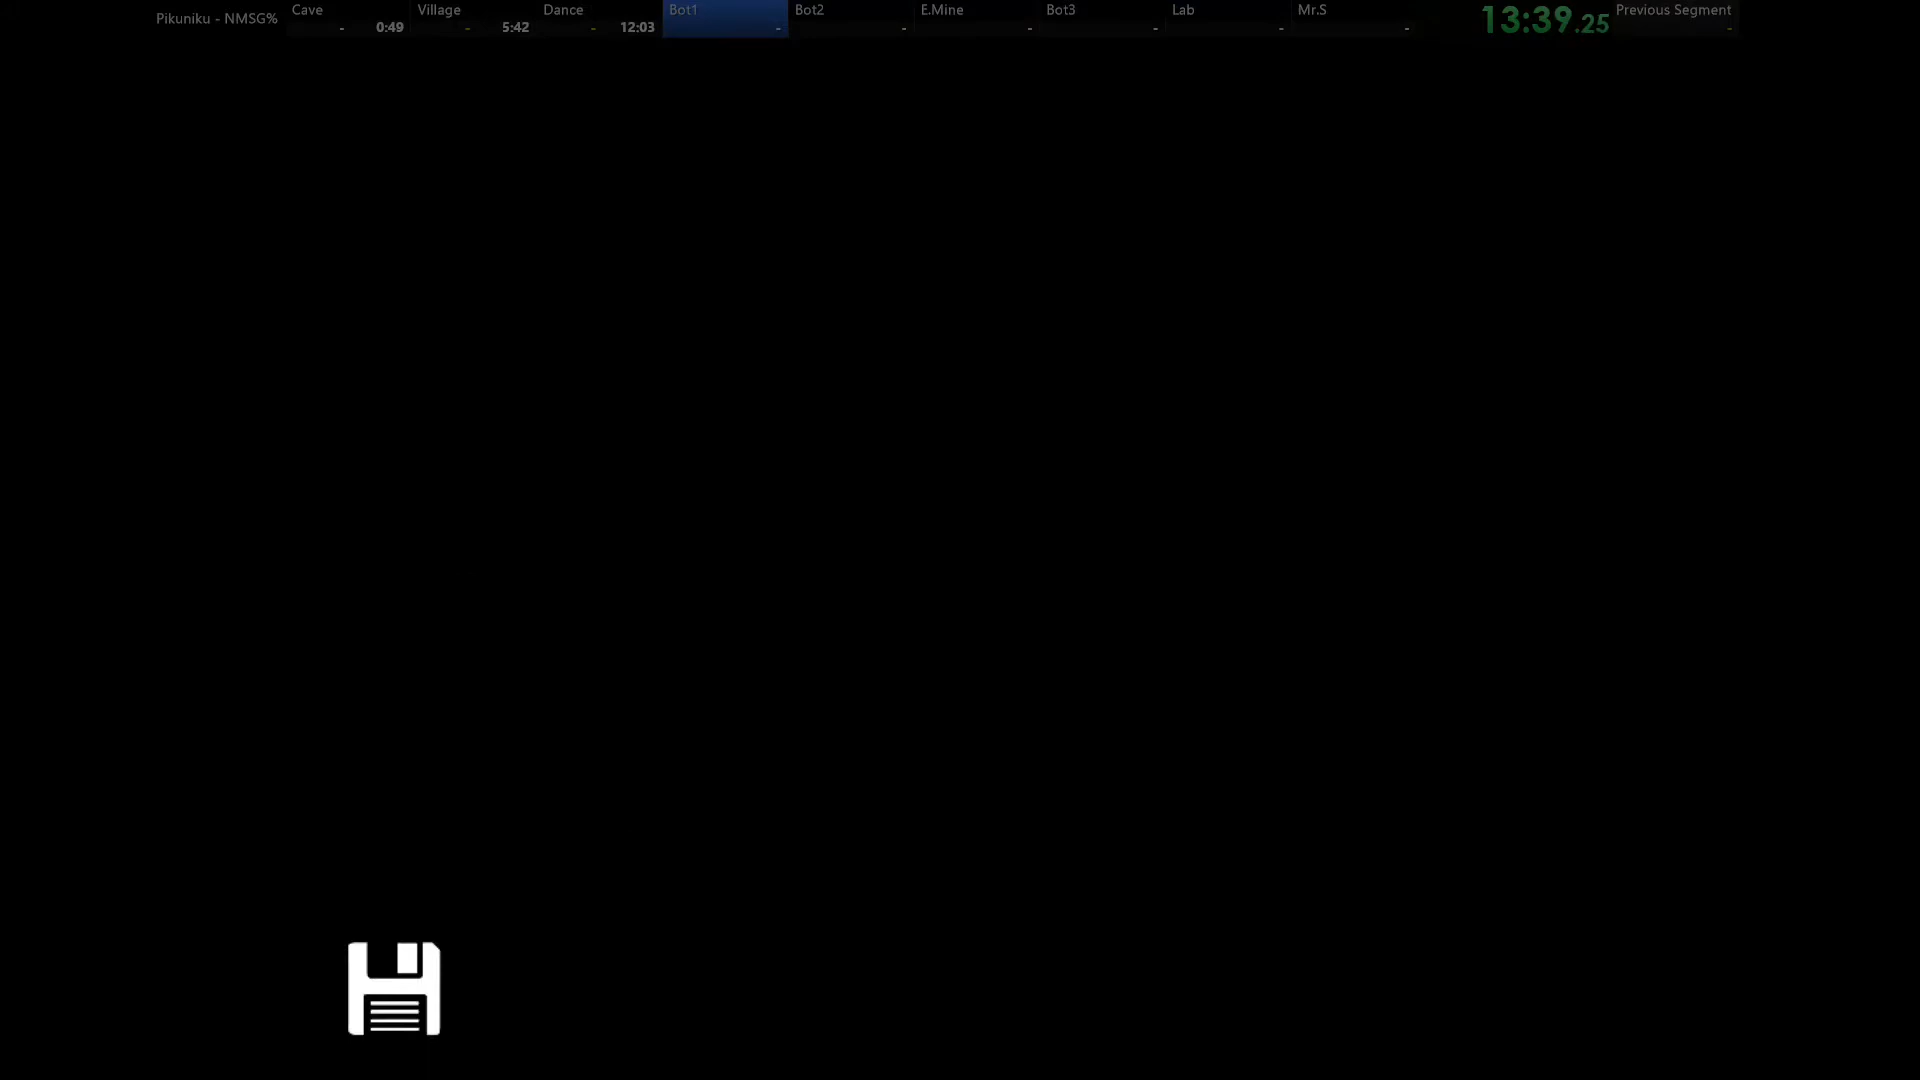 Pikuniku - NMSG%
Cave
- 0:49
Village
- 5:42
Dance
- 12:03
Bot1
-
Bot2
-
E.Mine
-
Bot3
-
Lab
-
Mr.S
-
13:39.25
Previous Segment
-